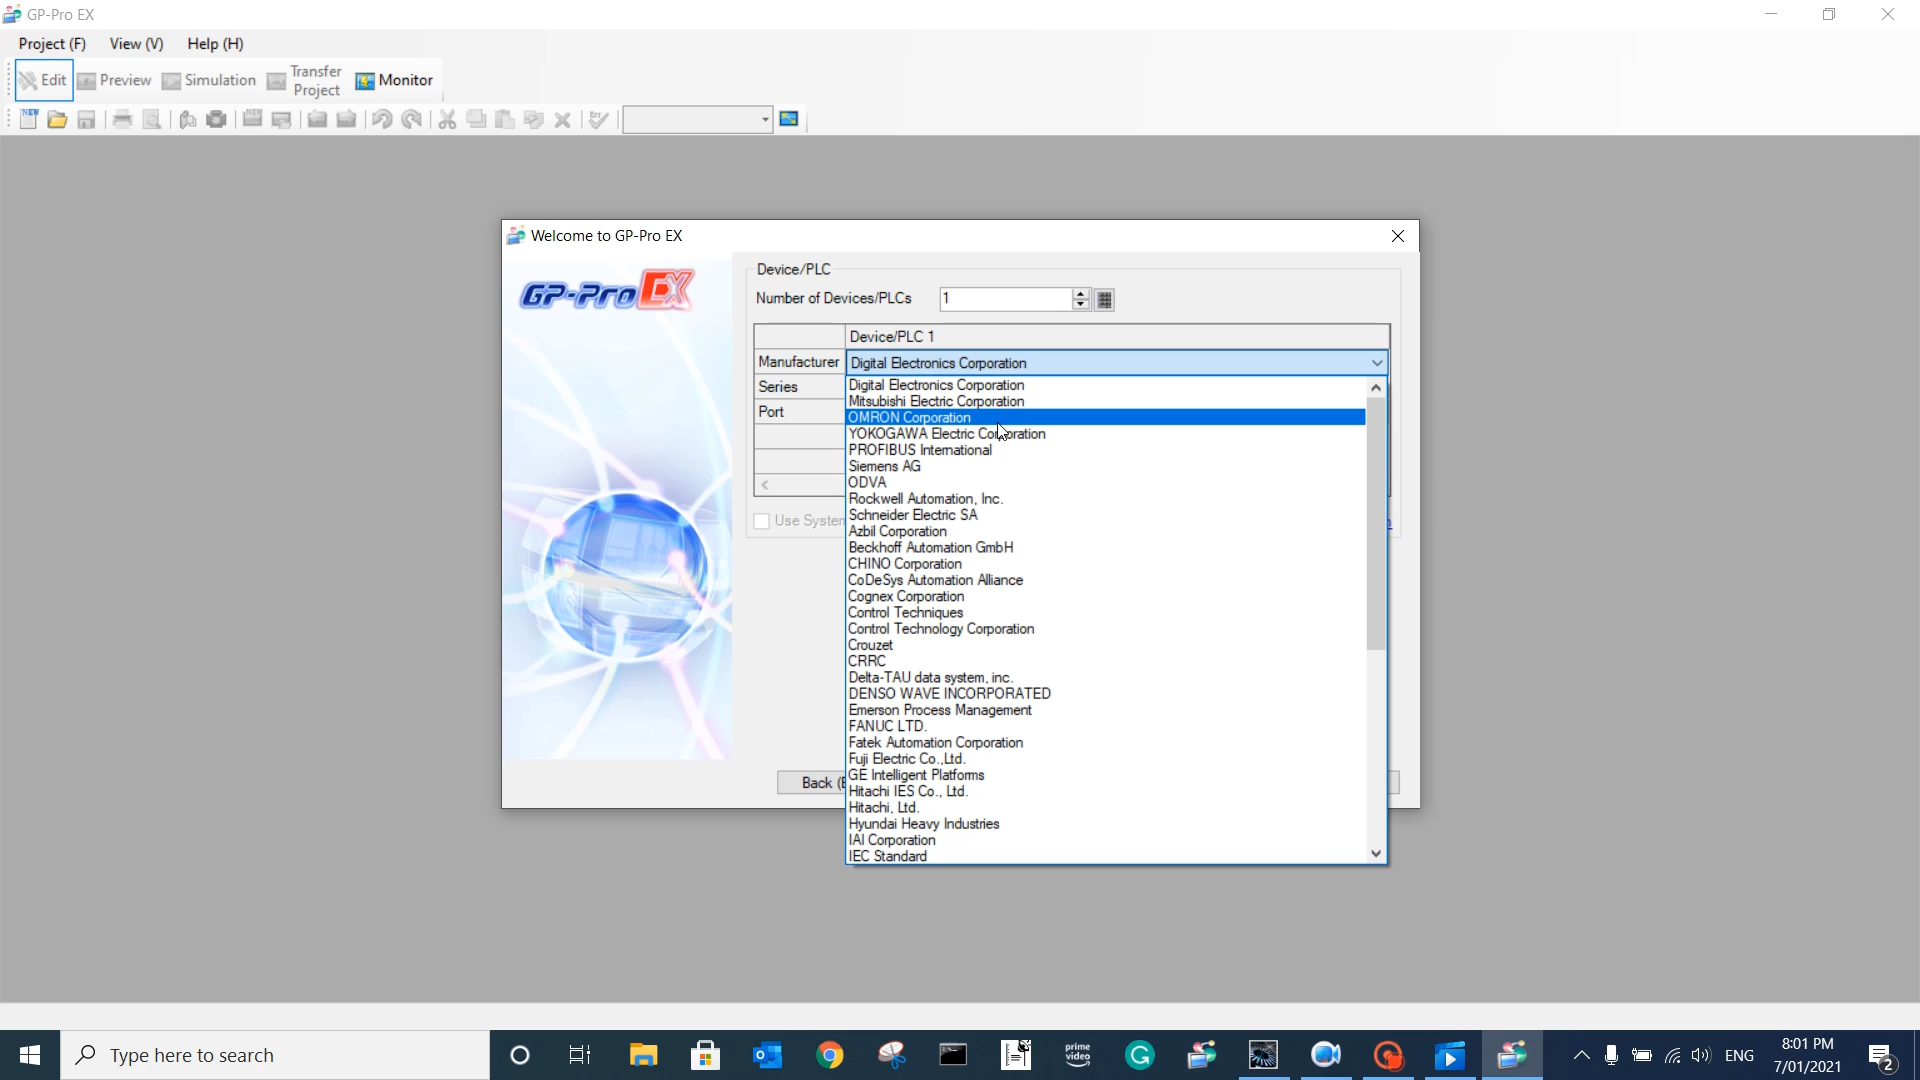 GP-Pro EX
Project (F) View (V) Help (H)
Edit Preview Simulation Transfer Project Monitor
Welcome to GP-Pro EX
GP-Pro EX
Device/PLC
Number of Devices/PLCs 1
Device/PLC 1
Manufacturer Digital Electronics Corporation
Series
Port
Digital Electronics Corporation
Mitsubishi Electric Corporation
OMRON Corporation
YOKOGAWA Electric Corporation
PROFIBUS International
Siemens AG
ODVA
Rockwell Automation, Inc.
Schneider Electric SA
Use System
Azbil Corporation
Beckhoff Automation GmbH
CHINO Corporation
CoDeSys Automation Alliance
Cognex Corporation
Control Techniques
Control Technology Corporation
Crouzet
CRRC
Delta-TAU data system, inc.
DENSO WAVE INCORPORATED
Emerson Process Management
FANUC LTD.
Fatek Automation Corporation
Fuji Electric Co.,Ltd.
GE Intelligent Platforms
Back (
Hitachi IES Co., Ltd.
Hitachi, Ltd.
Hyundai Heavy Industries
IAI Corporation
IEC Standard
Type here to search
prime video
ENG
8:01 PM
7/01/2021
2